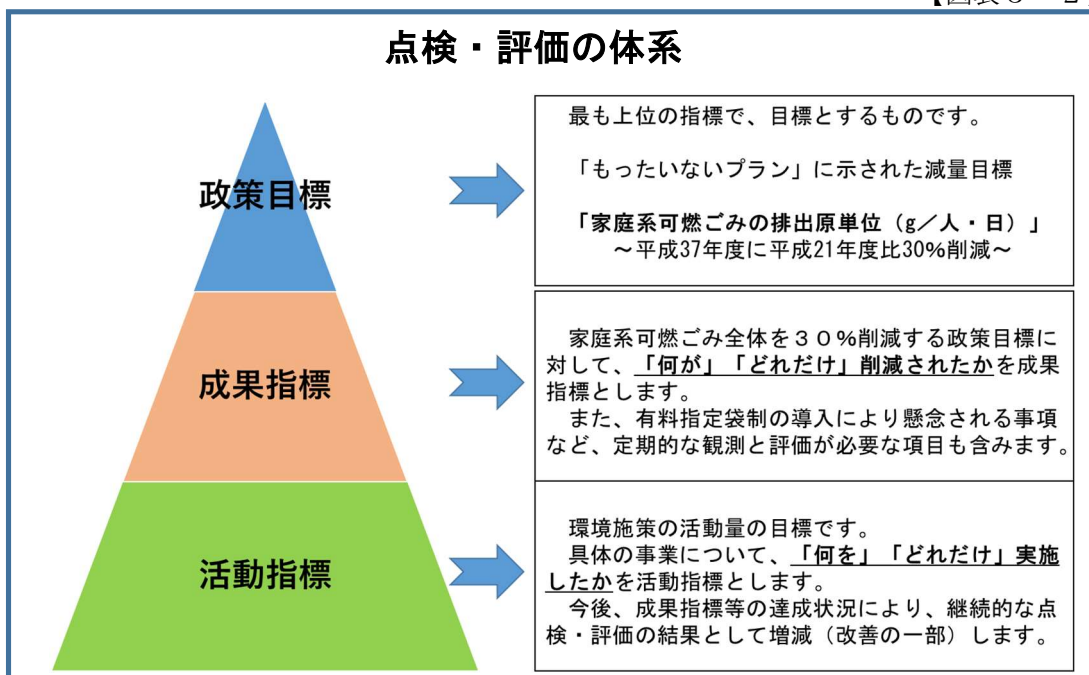 点検・評価の体系
政策目標
最も上位の指標で、目標とするものです。
「もったいないプラン」に示された減量目標
「家庭系可燃ごみの排出原単位（g／人・日）」
～平成37年度に平成21年度比30%削減～
成果指標
家庭系可燃ごみ全体を３０％削減する政策目標に
対して、「何が」「どれだけ」削減されたかを成果
指標とします。
また、有料指定袋制の導入により懸念される事項
など、定期的な観測と評価が必要な項目も含みます。
活動指標
環境施策の活動量の目標です。
具体の事業について、「何を」「どれだけ」実施
したかを活動指標とします。
今後、成果指標等の達成状況により、継続的な点
検・評価の結果として増減（改善の一部）します。